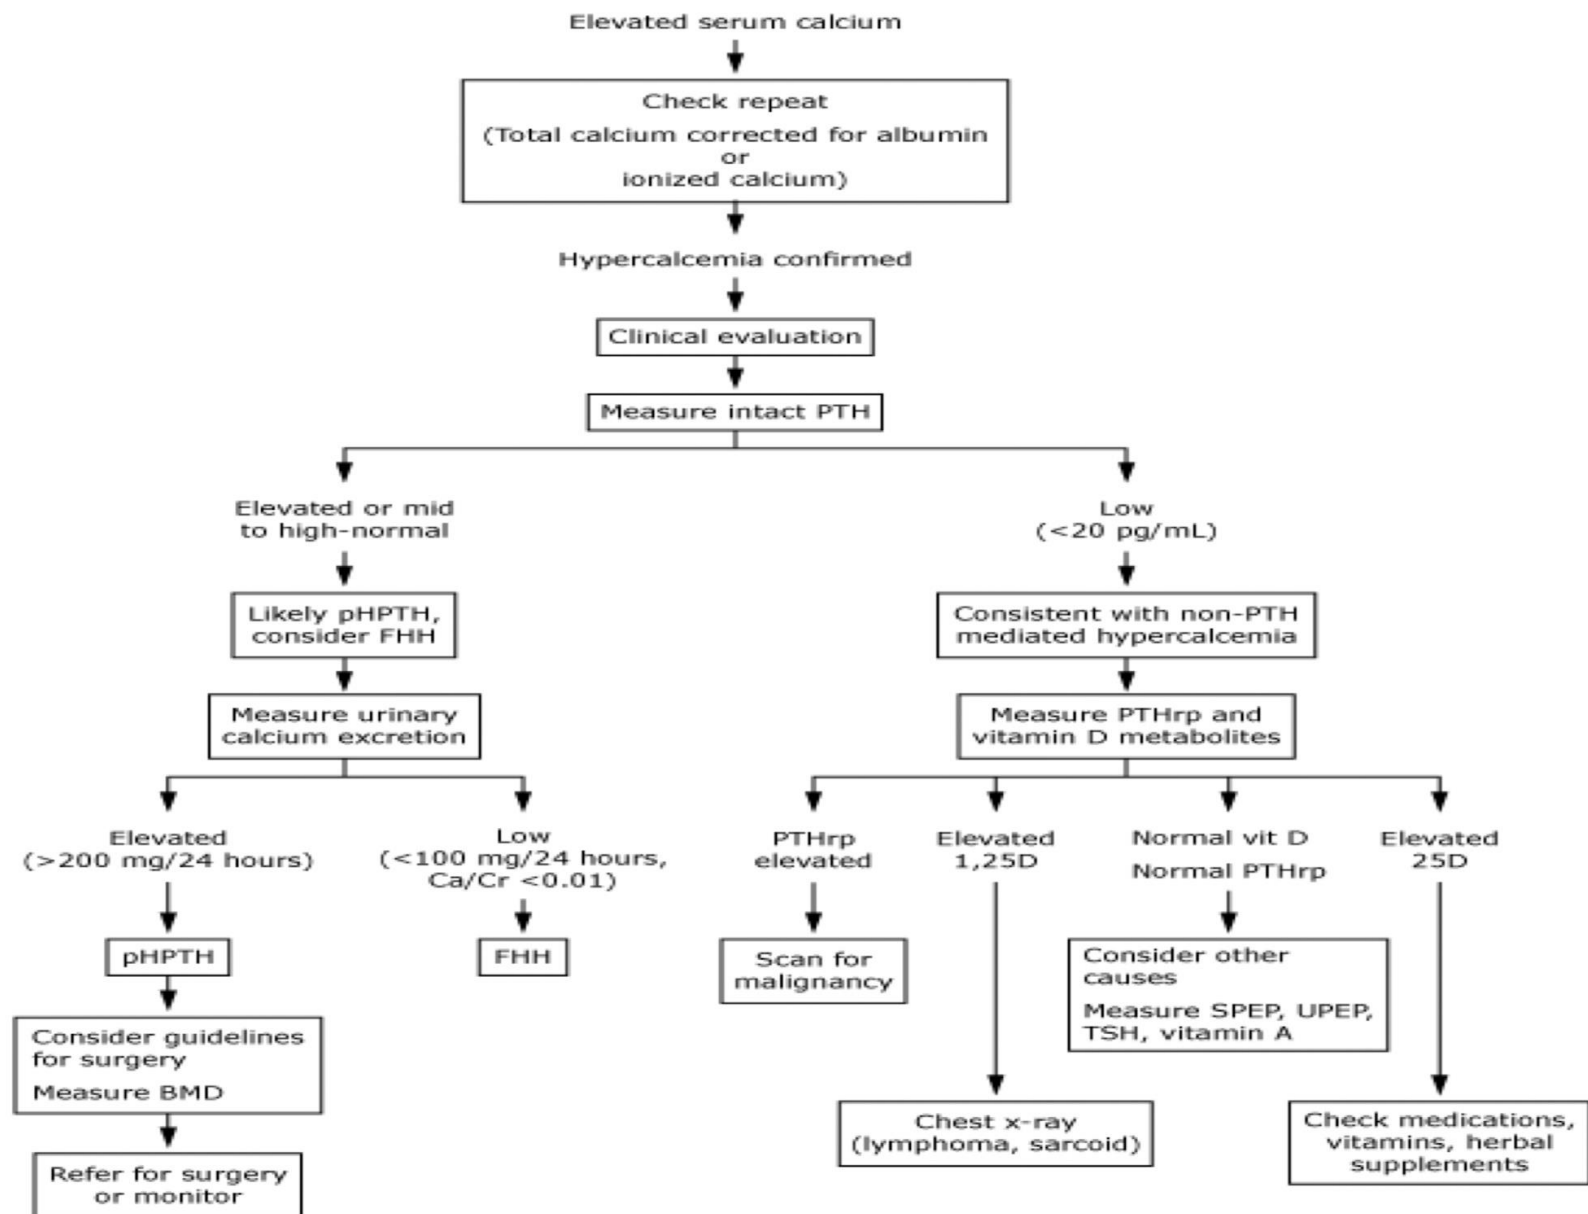 Elevated serum calcium
Check repeat
(Total calcium corrected for albumin
or
ionized calcium)
Hypercalcemia confirmed
Clinical evaluation
Measure intact PTH
Elevated or mid
to high-normal
Likely pHPTH,
consider FHH
Measure urinary
calcium excretion
Elevated
(>200 mg/24 hours)
pHPTH
Consider guidelines
for surgery
Measure BMD
Refer for surgery
or monitor
Low
(<100 mg/24 hours,
Ca/Cr <0.01)
FHH
Low
(<20 pg/mL)
Consistent with non-PTH
mediated hypercalcemia
Measure PTHrp and
vitamin D metabolites
PTHrp
elevated
Scan for
malignancy
Elevated
1,25D
Chest x-ray
(lymphoma, sarcoid)
Normal vit D
Normal PTHrp
Consider other
causes
Measure SPEP, UPEP,
TSH, vitamin A
Elevated
25D
Check medications,
vitamins, herbal
supplements